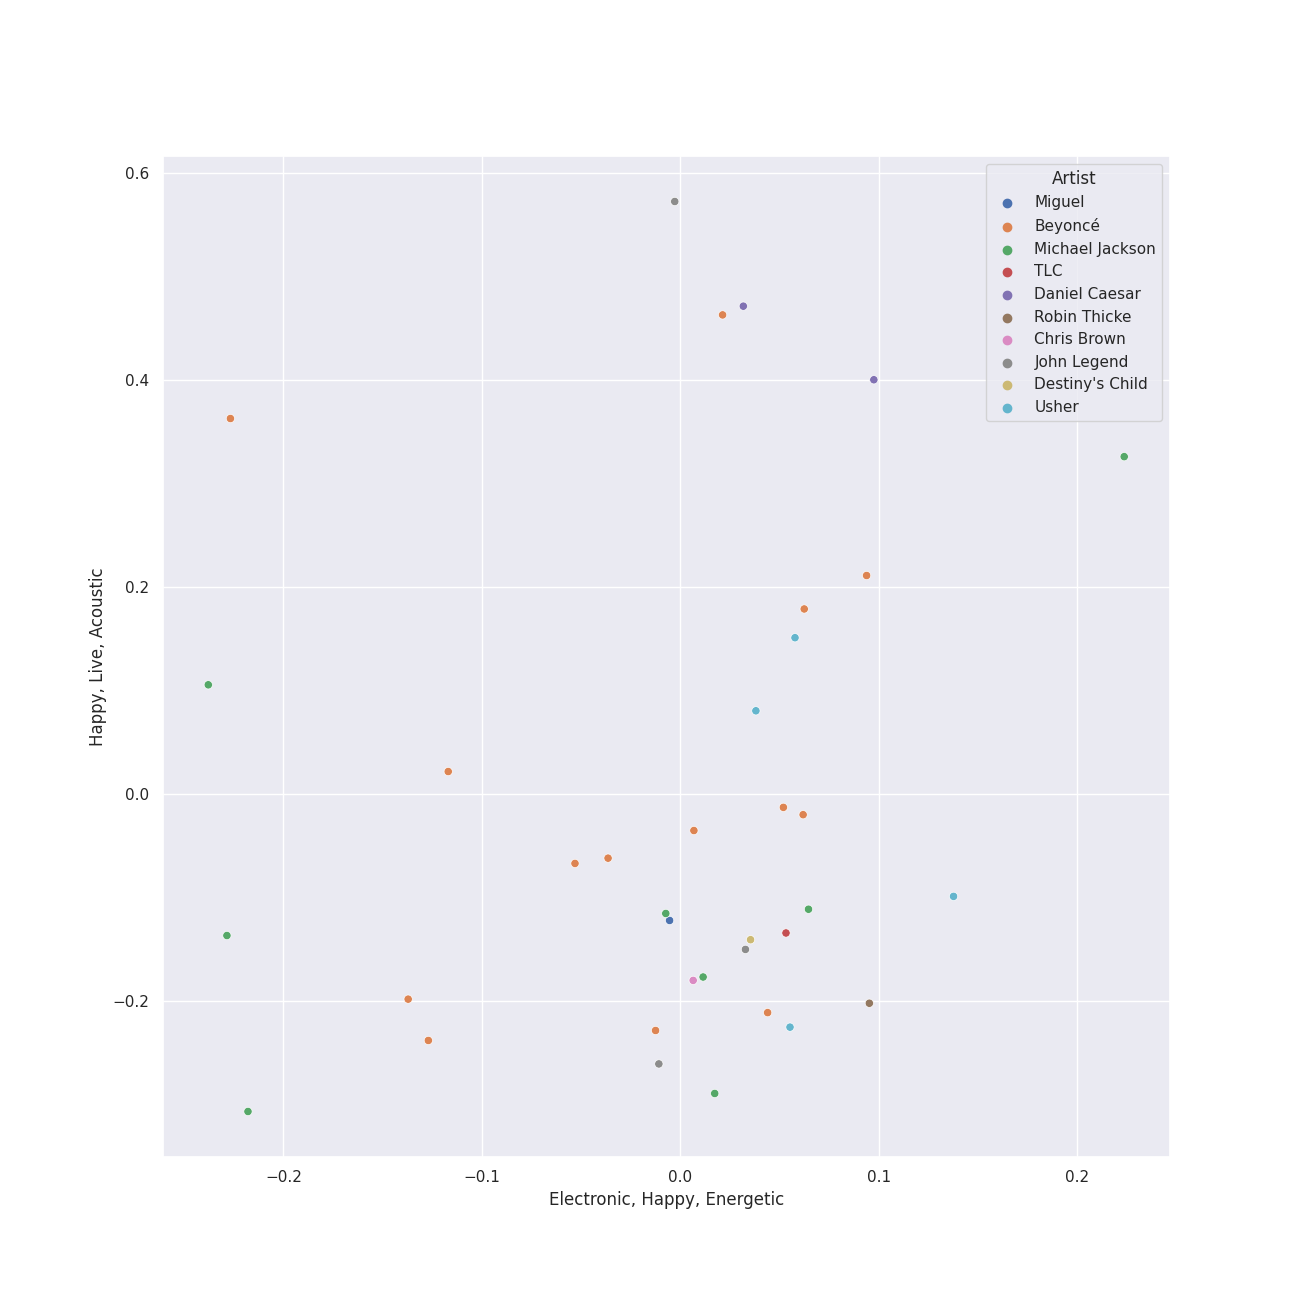 0.6
0.4
0.2
0.0
−0.2
−0.2
−0.1
0.0
0.1
0.2
Happy, Live, Acoustic
Electronic, Happy, Energetic
Artist
Miguel
Beyoncé
Michael Jackson
TLC
Daniel Caesar
Robin Thicke
Chris Brown
John Legend
Destiny's Child
Usher